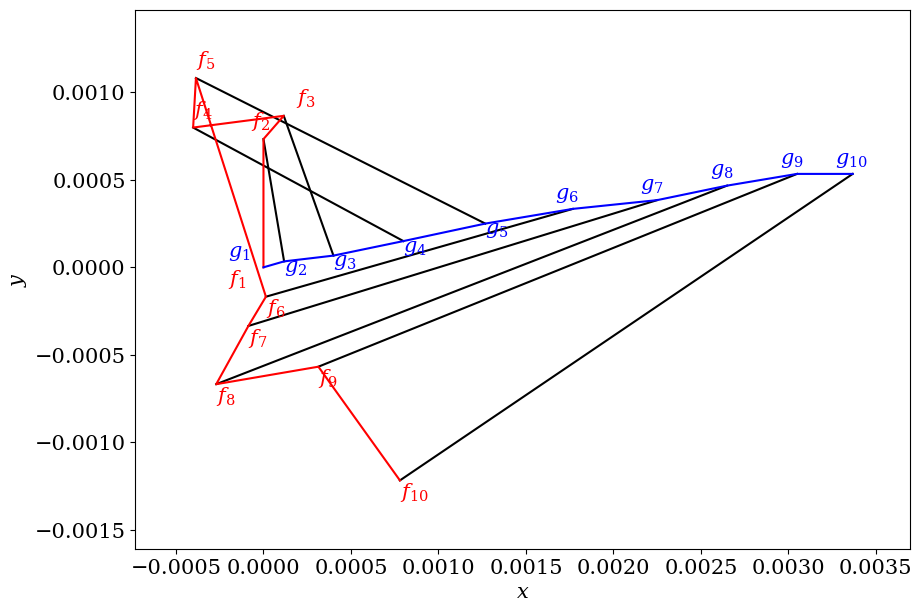 f₅
f₄
f₃
f₂
g₁₀
g₉
g₈
g₇
g₆
g₅
g₄
g₃
g₂
g₁
f₁
f₆
f₇
f₈
f₉
f₁₀
0.0010
0.0005
0.0000
−0.0005
−0.0010
−0.0015
y
−0.0005 0.0000 0.0005 0.0010 0.0015 0.0020 0.0025 0.0030 0.0035
x